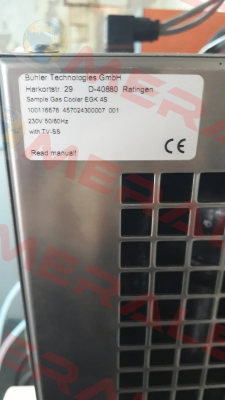 Bühler Technologies GmbH
Harkortstr. 29 D-40880 Ratingen
Sample Gas Cooler EGK 4S
100116676 457024300007 001
230V 50/60Hz
with TV-SS
Read manual!
CE